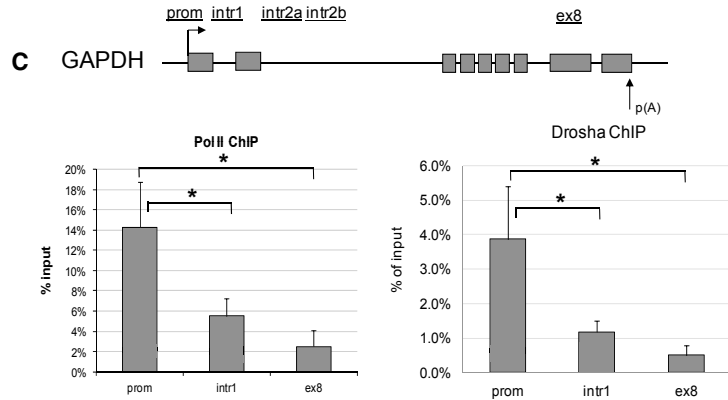 prom intr1 intr2a intr2b ex8
C GAPDH
p(A)
Pol II ChIP
*
*
% input
20%
18%
16%
14%
12%
10%
8%
6%
4%
2%
0%
prom intr1 ex8
Drosha ChIP
*
*
% of input
6.0%
5.0%
4.0%
3.0%
2.0%
1.0%
0.0%
prom intr1 ex8